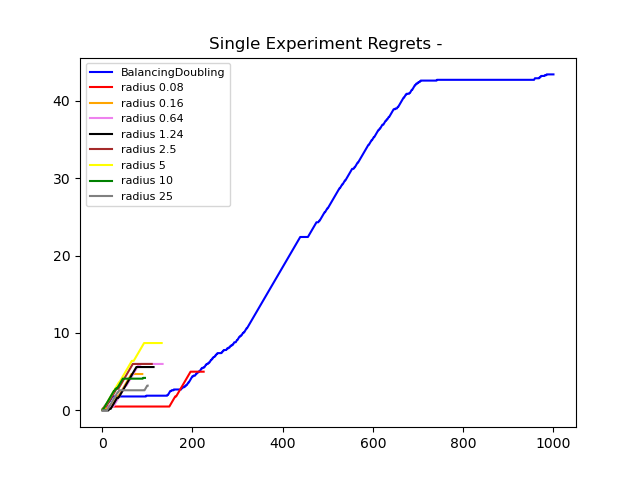 Single Experiment Regrets -
BalancingDoubling
radius 0.08
radius 0.16
radius 0.64
radius 1.24
radius 2.5
radius 5
radius 10
radius 25
40
30
20
10
0
0 200 400 600 800 1000